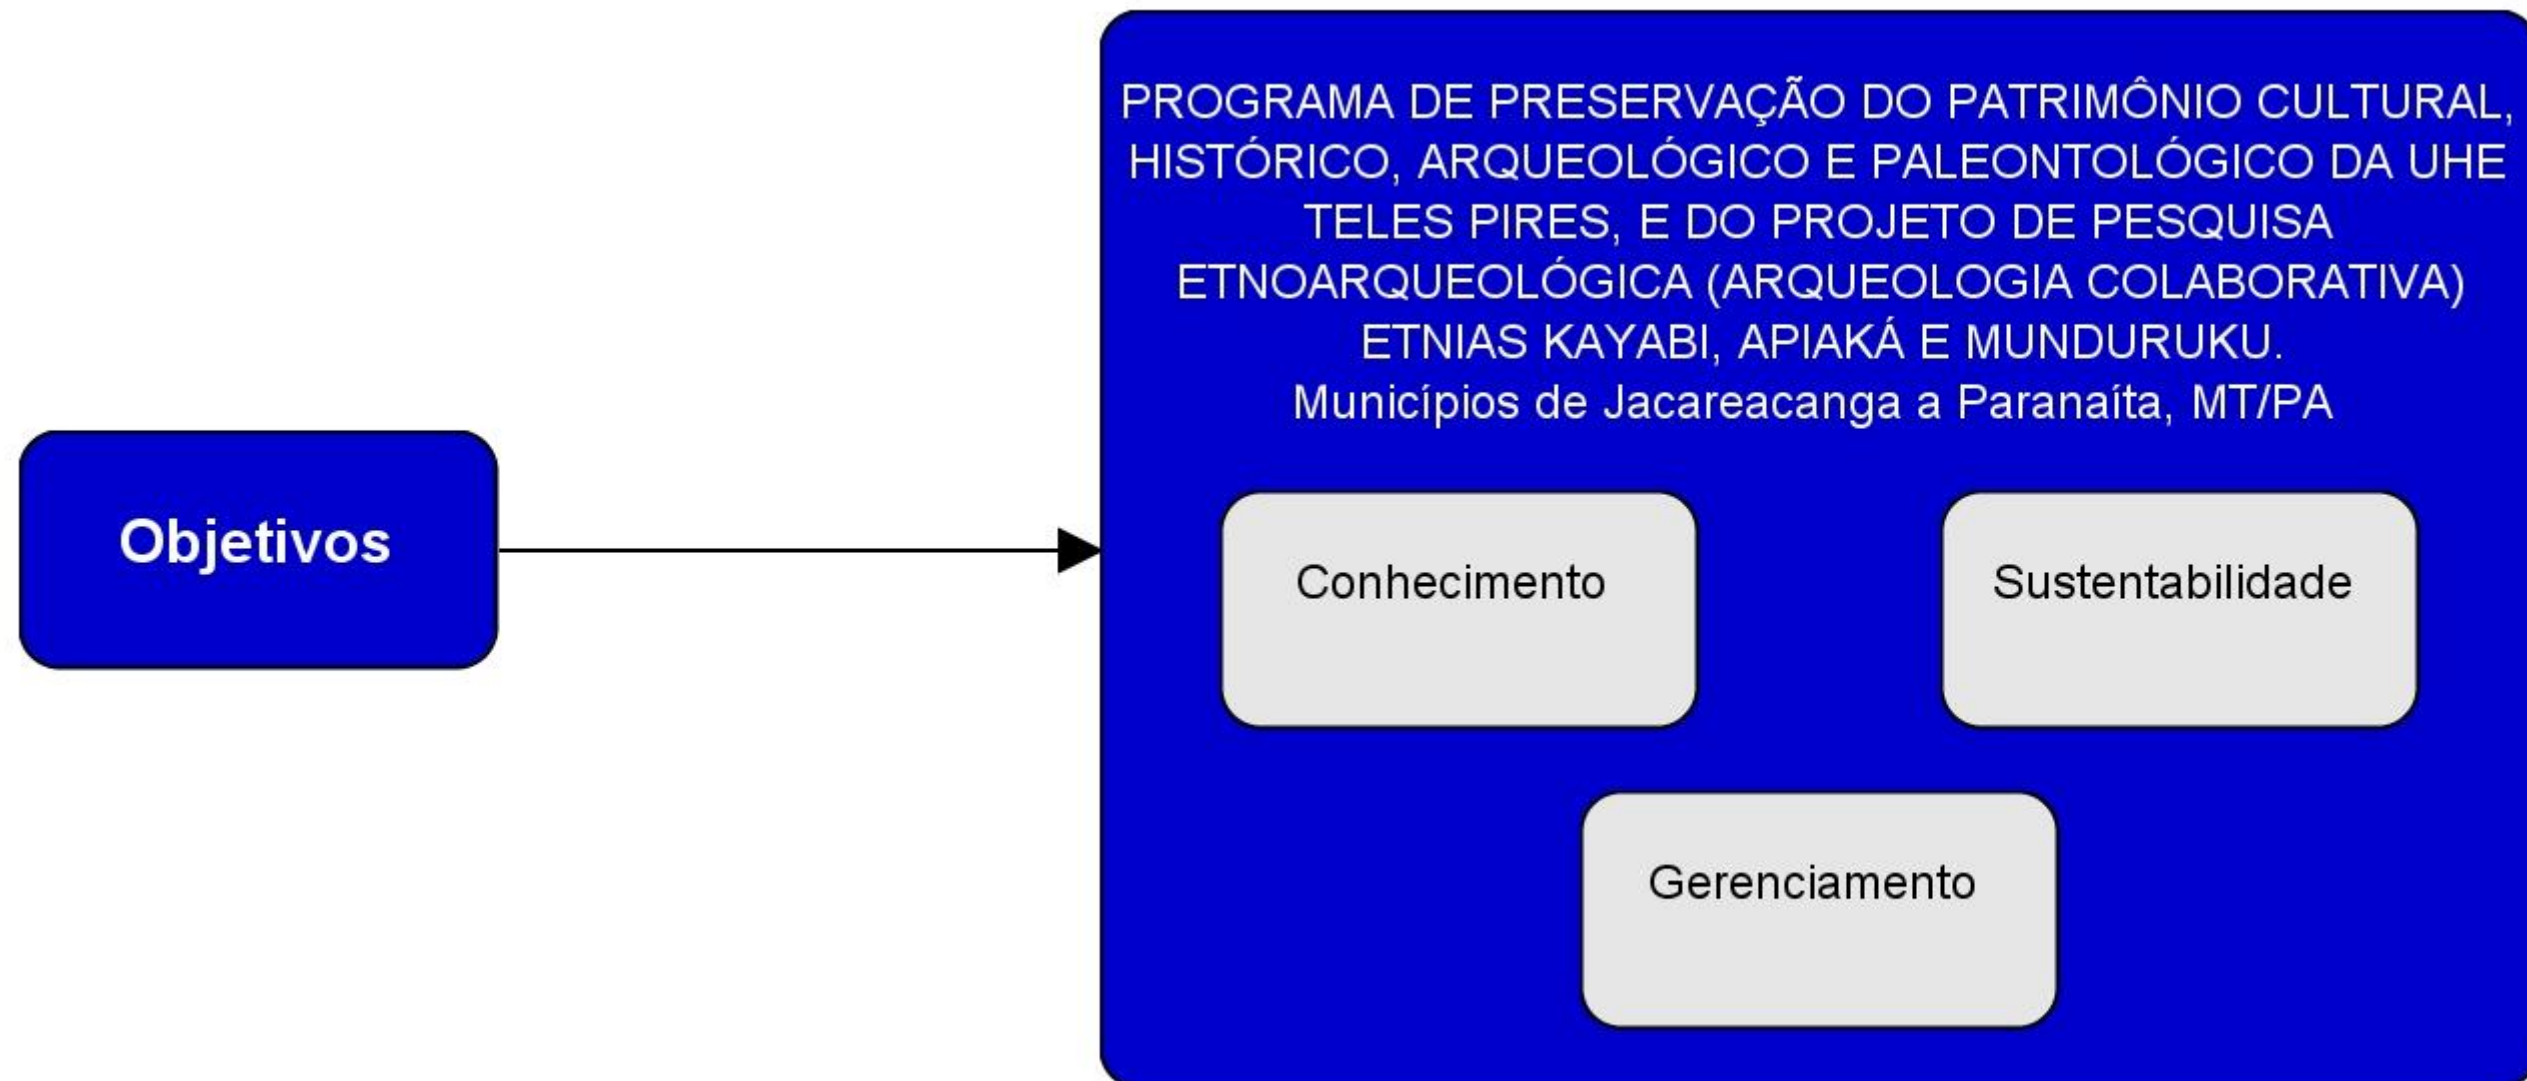 Objetivos
PROGRAMA DE PRESERVAÇÃO DO PATRIMÔNIO CULTURAL,
HISTÓRICO, ARQUEOLÓGICO E PALEONTOLÓGICO DA UHE
TELES PIRES, E DO PROJETO DE PESQUISA
ETNOARQUEOLÓGICA (ARQUEOLOGIA COLABORATIVA)
ETNIAS KAYABI, APIAKÁ E MUNDURUKU.
Municípios de Jacareacanga a Paranaíta, MT/PA
Conhecimento
Sustentabilidade
Gerenciamento